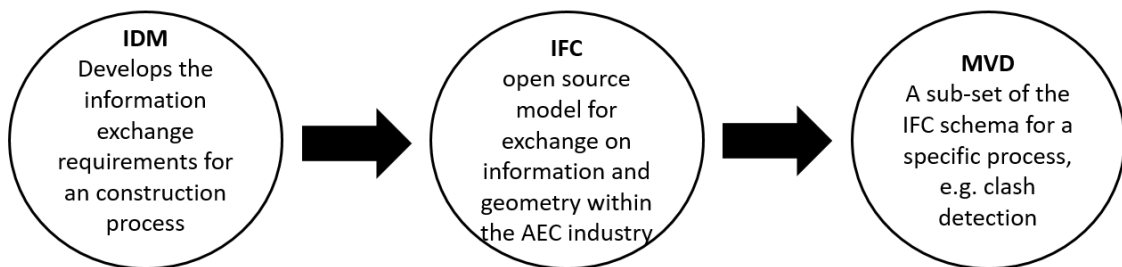 IDM
Develops the
information
exchange
requirements for
an construction
process
IFC
open source
model for
exchange on
information and
geometry within
the AEC industry
MVD
A sub-set of the
IFC schema for a
specific process,
e.g. clash
detection